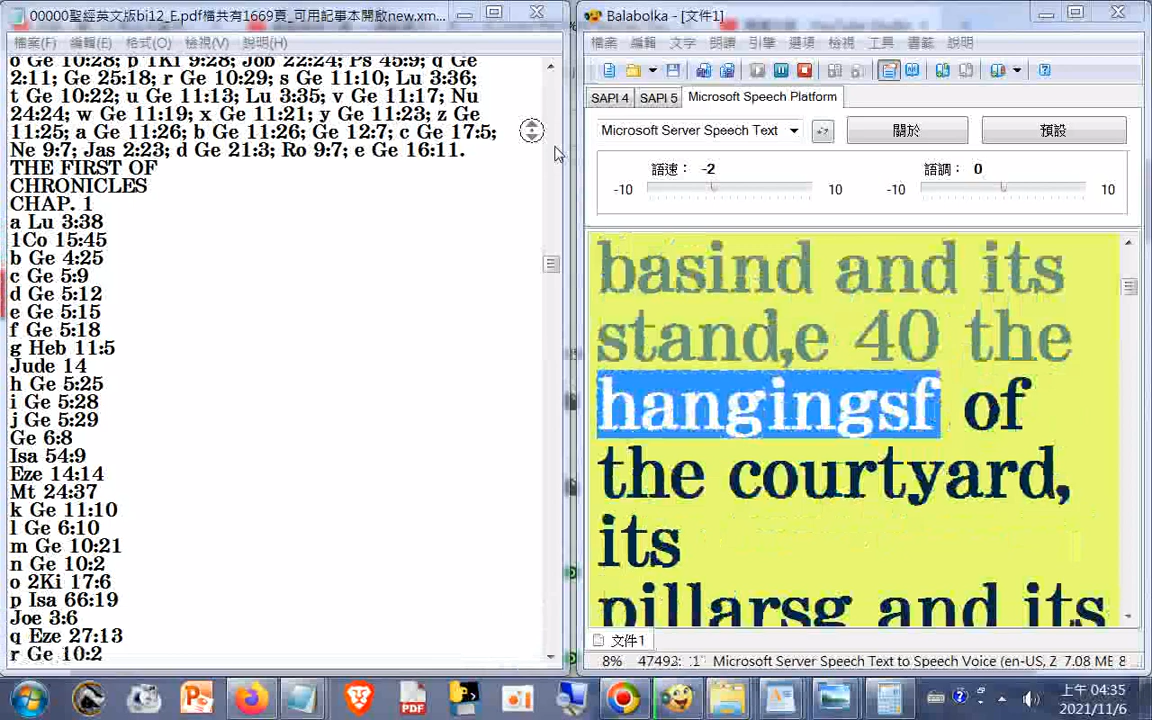 00000聖經英文版bi12_E.pdf檔共有1669頁_可用記事本開啟new.xm...
檔案(F) 編輯(E) 格式(O) 檢視(V) 說明(H)
o Ge 10:28; p 1Ki 9:28; Job 22:24; Ps 45:9; q Ge
2:11; Ge 25:18; r Ge 10:29; s Ge 11:10; Lu 3:36;
t Ge 10:22; u Ge 11:13; Lu 3:35; v Ge 11:17; Nu
24:24; w Ge 11:19; x Ge 11:21; y Ge 11:23; z Ge
11:25; a Ge 11:26; b Ge 11:26; Ge 12:7; c Ge 17:5;
Ne 9:7; Jas 2:23; d Ge 21:3; Ro 9:7; e Ge 16:11.
THE FIRST OF
CHRONICLES
CHAP. 1
a Lu 3:38
1Co 15:45
b Ge 4:25
c Ge 5:9
d Ge 5:12
e Ge 5:15
f Ge 5:18
g Heb 11:5
Jude 14
h Ge 5:25
i Ge 5:28
j Ge 5:29
Ge 6:8
Isa 54:9
Eze 14:14
Mt 24:37
k Ge 11:10
l Ge 6:10
m Ge 10:21
n Ge 10:2
o 2Ki 17:6
p Isa 66:19
Joe 3:6
q Eze 27:13
r Ge 10:2
Balabolka - [文件1]
檔案 編輯 文字 朗讀 引擎 選項 檢視 工具 書籤 說明
SAPI 4 SAPI 5 Microsoft Speech Platform
Microsoft Server Speech Text 關於 預設
語速： -2 語調： 0
-10 10 -10 10
basind and its
stand,e 40 the
hangingsf of
the courtyard,
its
pillarsg and its
文件1
8% 47492: 1 Microsoft Server Speech Text to Speech Voice (en-US, Z 7.08 MB 8
PDF
上午 04:35
2021/11/6